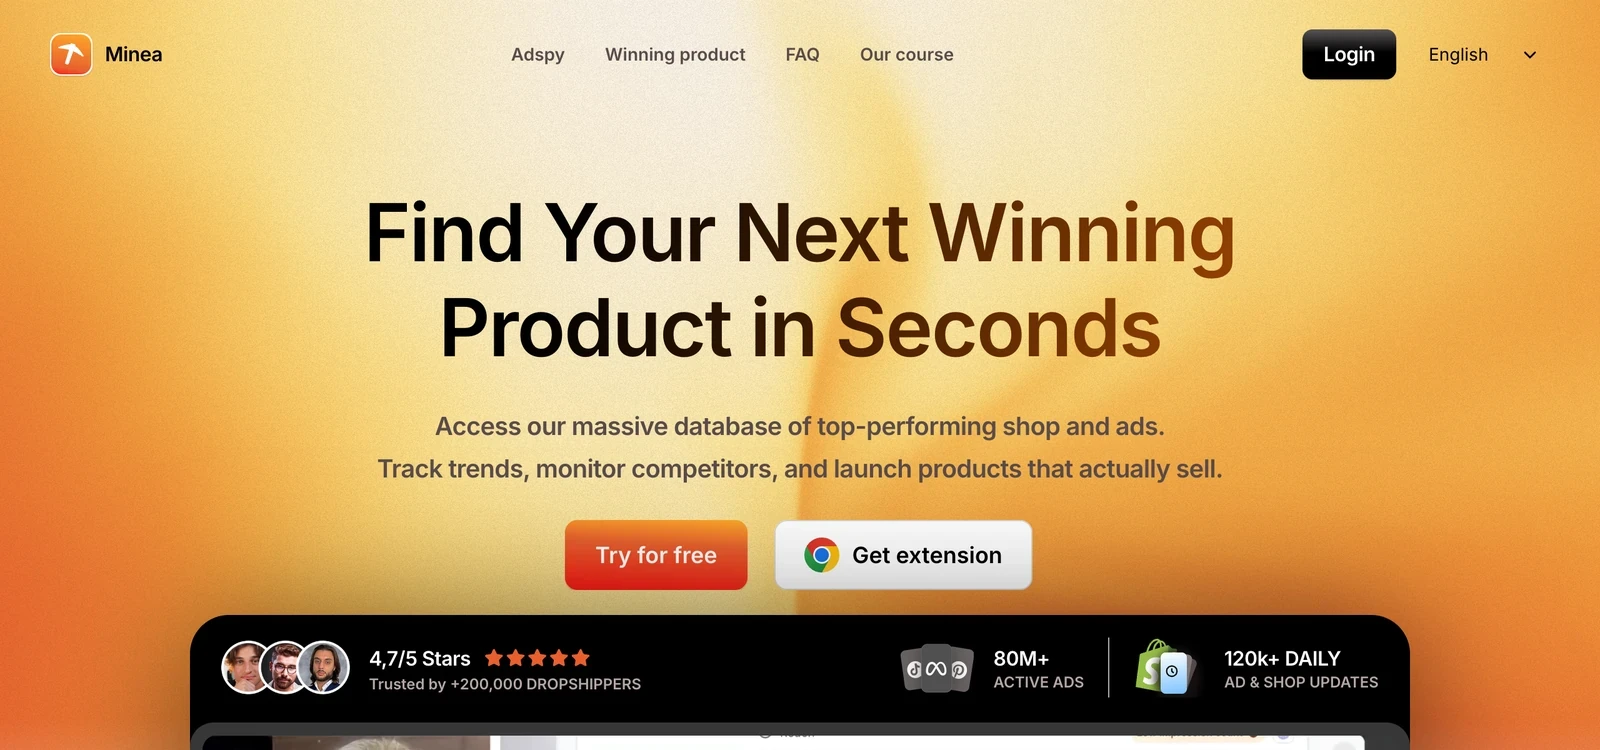 Minea
Adspy
Winning product
FAQ
Our course
Login
English
Find Your Next Winning
Product in Seconds
Access our massive database of top-performing shop and ads.
Track trends, monitor competitors, and launch products that actually sell.
Try for free
Get extension
4,7/5 Stars
Trusted by +200,000 DROPSHIPPERS
80M+
ACTIVE ADS
120k+ DAILY
AD & SHOP UPDATES